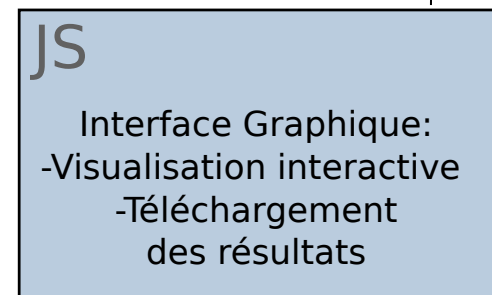 JS
Interface Graphique:
-Visualisation interactive
-Téléchargement
des résultats